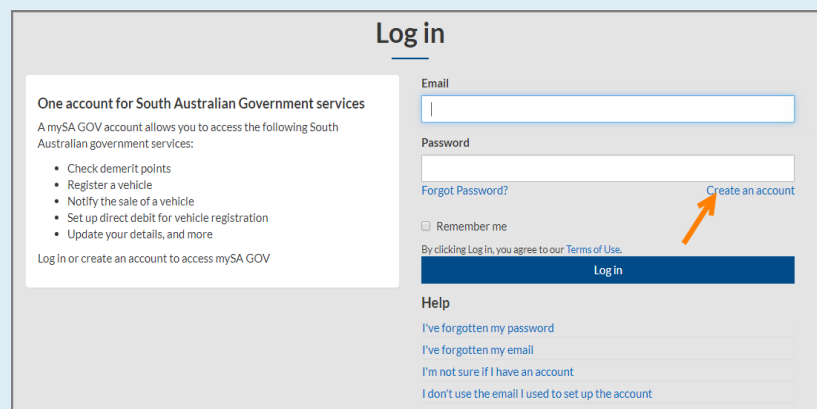 Log in
One account for South Australian Government services
A mySA GOV account allows you to access the following South
Australian government services:
• Check demerit points
• Register a vehicle
• Notify the sale of a vehicle
• Set up direct debit for vehicle registration
• Update your details, and more
Log in or create an account to access mySA GOV
Email
Password
Forgot Password? Create an account
Remember me
By clicking Log in, you agree to our Terms of Use.
Log in
Help
I've forgotten my password
I've forgotten my email
I'm not sure if I have an account
I don't use the email I used to set up the account